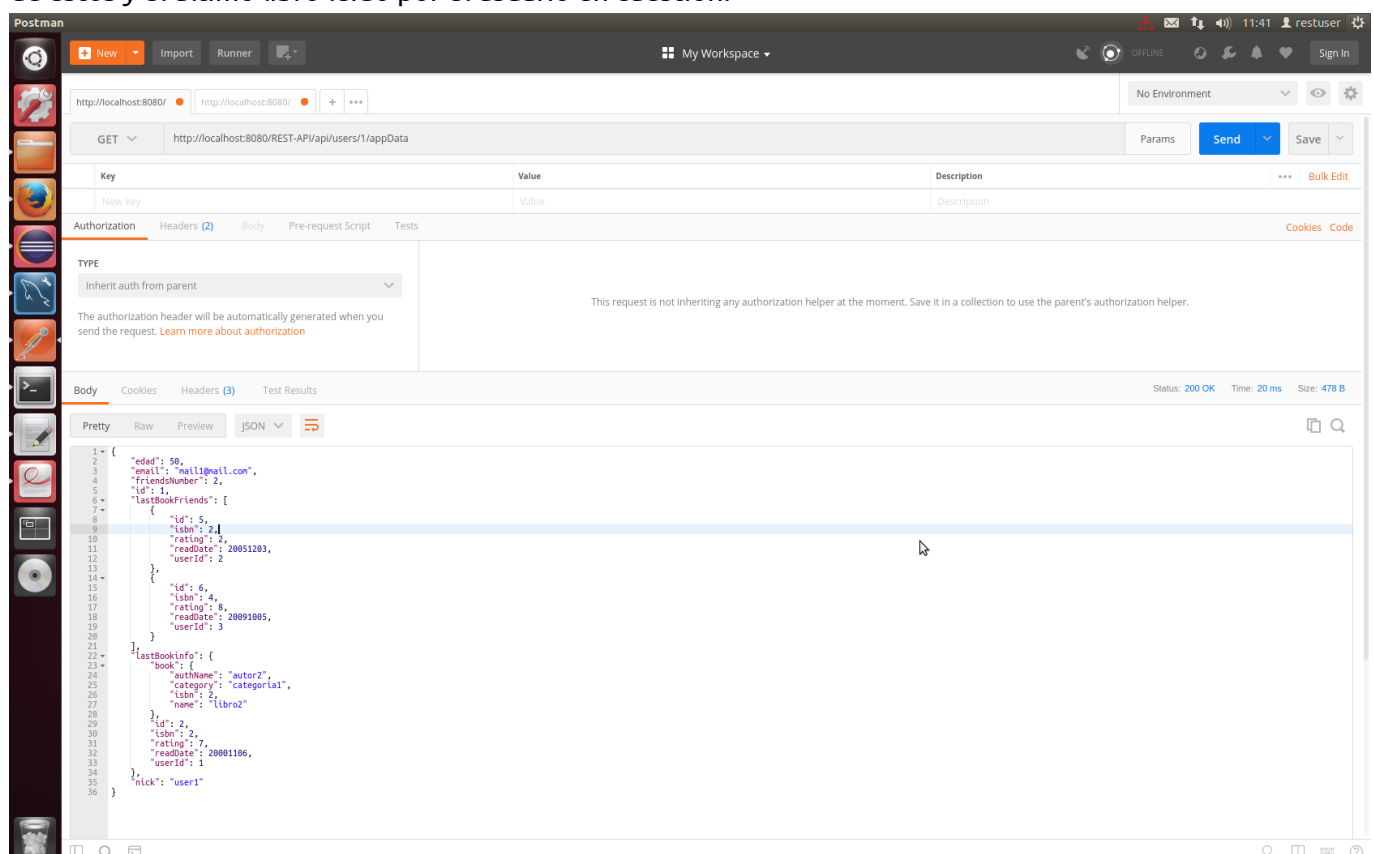 Postman
11:41 restuser
New Import Runner My Workspace OFFLINE Sign In
http://localhost:8080/ http://localhost:8080/ + ••• No Environment
GET http://localhost:8080/REST-API/api/users/1/appData Params Send Save
Key Value Description ••• Bulk Edit
New key Value Description
Authorization Headers (2) Body Pre-request Script Tests Cookies Code
TYPE
Inherit auth from parent
This request is not inheriting any authorization helper at the moment. Save it in a collection to use the parent's authorization helper.
The authorization header will be automatically generated when you
send the request. Learn more about authorization
Body Cookies Headers (3) Test Results Status: 200 OK Time: 20 ms Size: 478 B
Pretty Raw Preview JSON
1 {
2 "edad": 50,
3 "email": "mail1@mail.com",
4 "friendsNumber": 2,
5 "id": 1,
6 "lastBookFriends": [
7 {
8 "id": 5,
9 "isbn": 2,
10 "rating": 2,
11 "readDate": 20051203,
12 "userId": 2
13 },
14 {
15 "id": 6,
16 "isbn": 4,
17 "rating": 8,
18 "readDate": 20091005,
19 "userId": 3
20 }
21 ],
22 "lastBookinfo": {
23 "book": {
24 "authName": "autor2",
25 "category": "categoria1",
26 "isbn": 2,
27 "name": "libro2"
28 },
29 "id": 2,
30 "isbn": 2,
31 "rating": 7,
32 "readDate": 20001106,
33 "userId": 1
34 },
35 "nick": "user1"
36 }